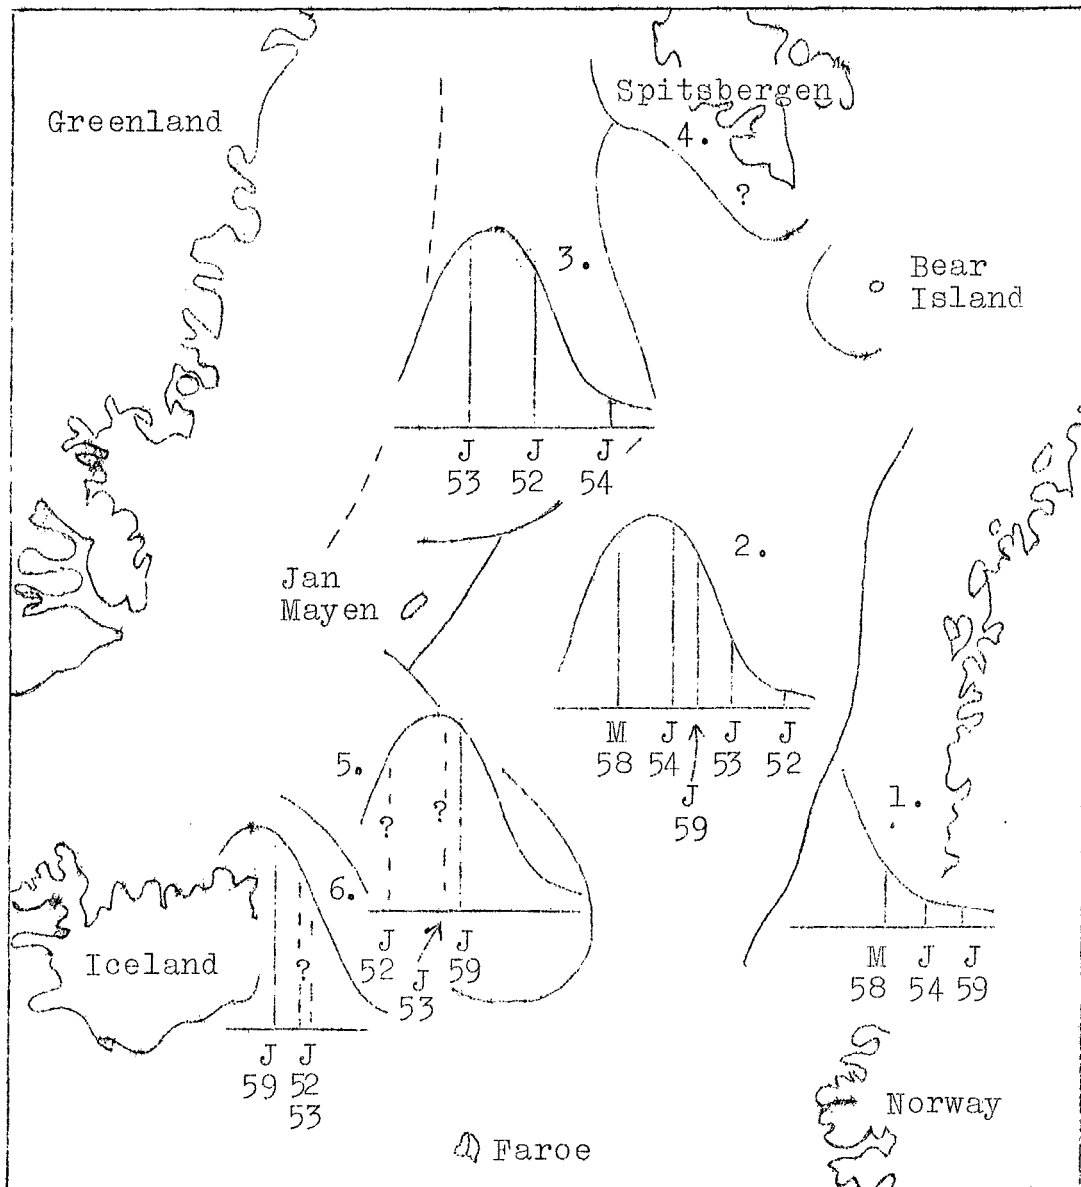 Spitsbergen
Greenland
4.
?
3.
Bear
Island
J J J
53 52 54
2.
Jan
Mayen
M J J J
58 54 53 52
J
59
5.
1.
? ?
6.
J J
52 59
J
53
Iceland
?
M J J
58 54 59
J J
59 52
53
Norway
Faroe